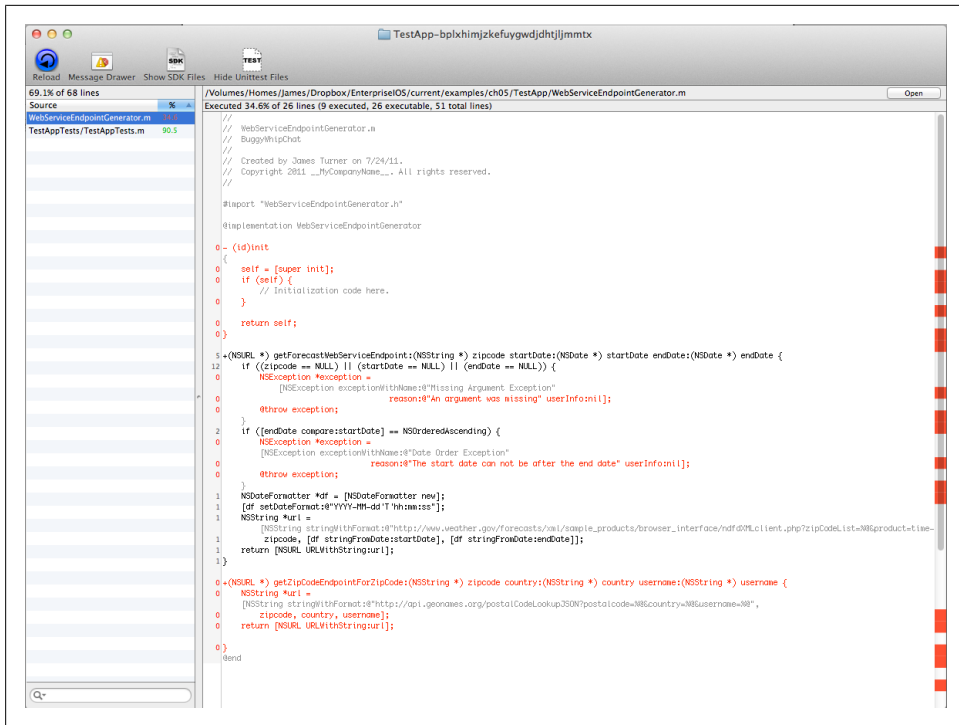 TestApp-bplxhimjzkefuygwdjdhtjljmmtx
SDK
TEST
Reload Message Drawer Show SDK Files Hide Unittest Files
69.1% of 68 lines
/Volumes/Homes/James/Dropbox/EnterpriseIOS/current/examples/ch05/TestApp/WebServiceEndpointGenerator.m
Open
Source %
Executed 34.6% of 26 lines (9 executed, 26 executable, 51 total lines)
WebServiceEndpointGenerator.m 34.6
TestAppTests/TestAppTests.m 90.5
//
// WebServiceEndpointGenerator.m
// BuggyWhipChat
//
// Created by James Turner on 7/24/11.
// Copyright 2011 __MyCompanyName__. All rights reserved.
//
#import "WebServiceEndpointGenerator.h"
@implementation WebServiceEndpointGenerator
0 - (id)init
{
0 self = [super init];
0 if (self) {
// Initialization code here.
0 }
0 return self;
0 }
5 +(NSURL *) getForecastWebServiceEndpoint:(NSString *) zipcode startDate:(NSDate *) startDate endDate:(NSDate *) endDate {
12 if ((zipcode == NULL) || (startDate == NULL) || (endDate == NULL)) {
0 NSException *exception =
[NSException exceptionWithName:@"Missing Argument Exception"
0 reason:@"An argument was missing" userInfo:nil];
0 @throw exception;
}
2 if ([endDate compare:startDate] == NSOrderedAscending) {
0 NSException *exception =
[NSException exceptionWithName:@"Date Order Exception"
0 reason:@"The start date can not be after the end date" userInfo:nil];
0 @throw exception;
}
1 NSDateFormatter *df = [NSDateFormatter new];
1 [df setDateFormat:@"YYYY-MM-dd'T'hh:mm:ss"];
1 NSString *url =
[NSString stringWithFormat:@"http://www.weather.gov/forecasts/xml/sample_products/browser_interface/ndfdXMLclient.php?zipCodeList=%@&product=time-
1 zipcode, [df stringFromDate:startDate], [df stringFromDate:endDate]];
1 return [NSURL URLWithString:url];
1 }
0 +(NSURL *) getZipCodeEndpointForZipCode:(NSString *) zipcode country:(NSString *) country username:(NSString *) username {
0 NSString *url =
[NSString stringWithFormat:@"http://api.geonames.org/postalCodeLookupJSON?postalcode=%@&country=%@&username=%@",
0 zipcode, country, username];
0 return [NSURL URLWithString:url];
0 }
@end